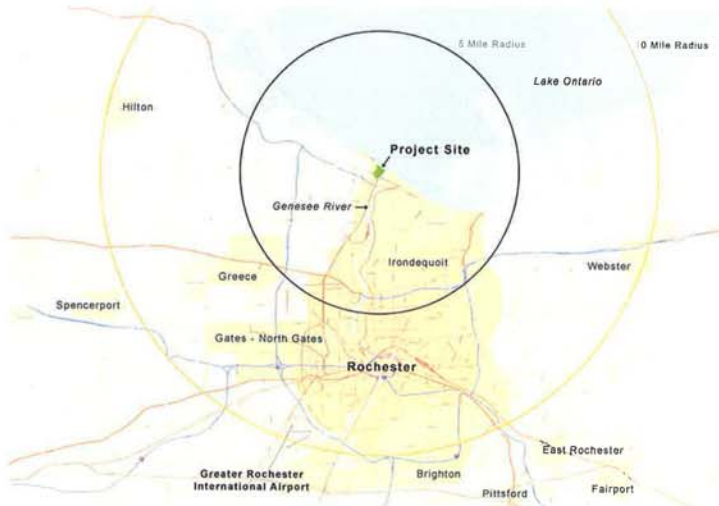 5 Mile Radius
0 Mile Radius
Lake Ontario
Hilton
Project Site
Genesee River
Irondequoit
Greece
Webster
Spencerport
Gates - North Gates
Rochester
East Rochester
Greater Rochester
International Airport
Brighton
Pittsford
Fairport